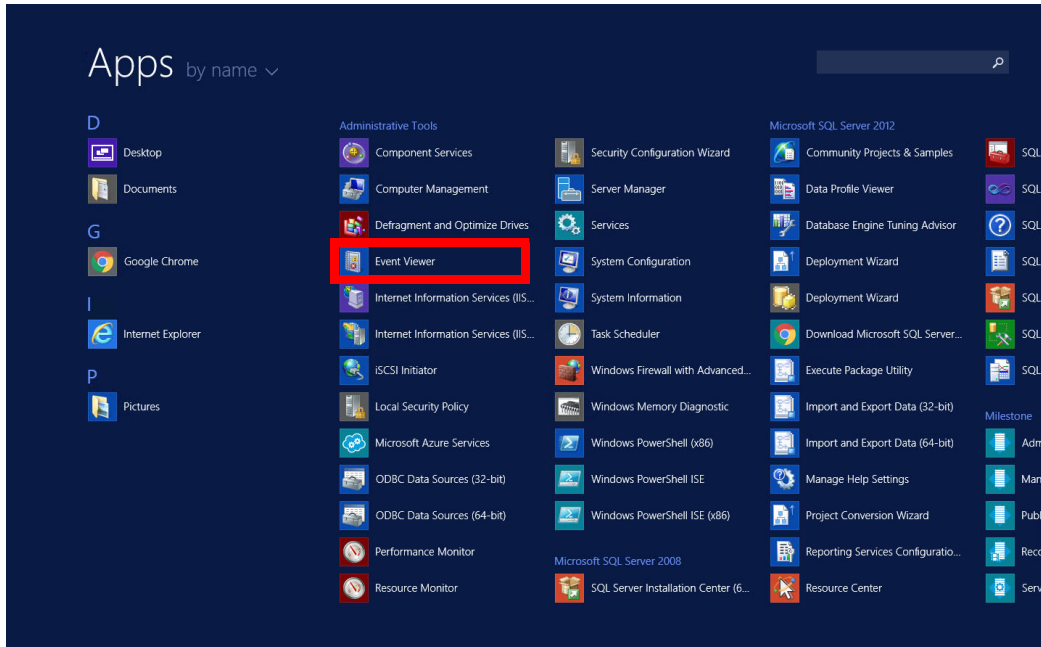 Apps by name
D
Desktop
Documents
G
Google Chrome
I
Internet Explorer
P
Pictures
Administrative Tools
Component Services
Computer Management
Defragment and Optimize Drives
Event Viewer
Internet Information Services (IIS...
Internet Information Services (IIS...
iSCSI Initiator
Local Security Policy
Microsoft Azure Services
ODBC Data Sources (32-bit)
ODBC Data Sources (64-bit)
Performance Monitor
Resource Monitor
Security Configuration Wizard
Server Manager
Services
System Configuration
System Information
Task Scheduler
Windows Firewall with Advanced...
Windows Memory Diagnostic
Windows PowerShell (x86)
Windows PowerShell ISE
Windows PowerShell ISE (x86)
Microsoft SQL Server 2008
SQL Server Installation Center (6...
Microsoft SQL Server 2012
Community Projects & Samples
Data Profile Viewer
Database Engine Tuning Advisor
Deployment Wizard
Deployment Wizard
Download Microsoft SQL Server...
Execute Package Utility
Import and Export Data (32-bit)
Import and Export Data (64-bit)
Manage Help Settings
Project Conversion Wizard
Reporting Services Configuratio...
Resource Center
SQL
SQL
SQL
SQL
SQL
SQL
SQL
Milestone
Adm
Man
Publ
Reco
Serv